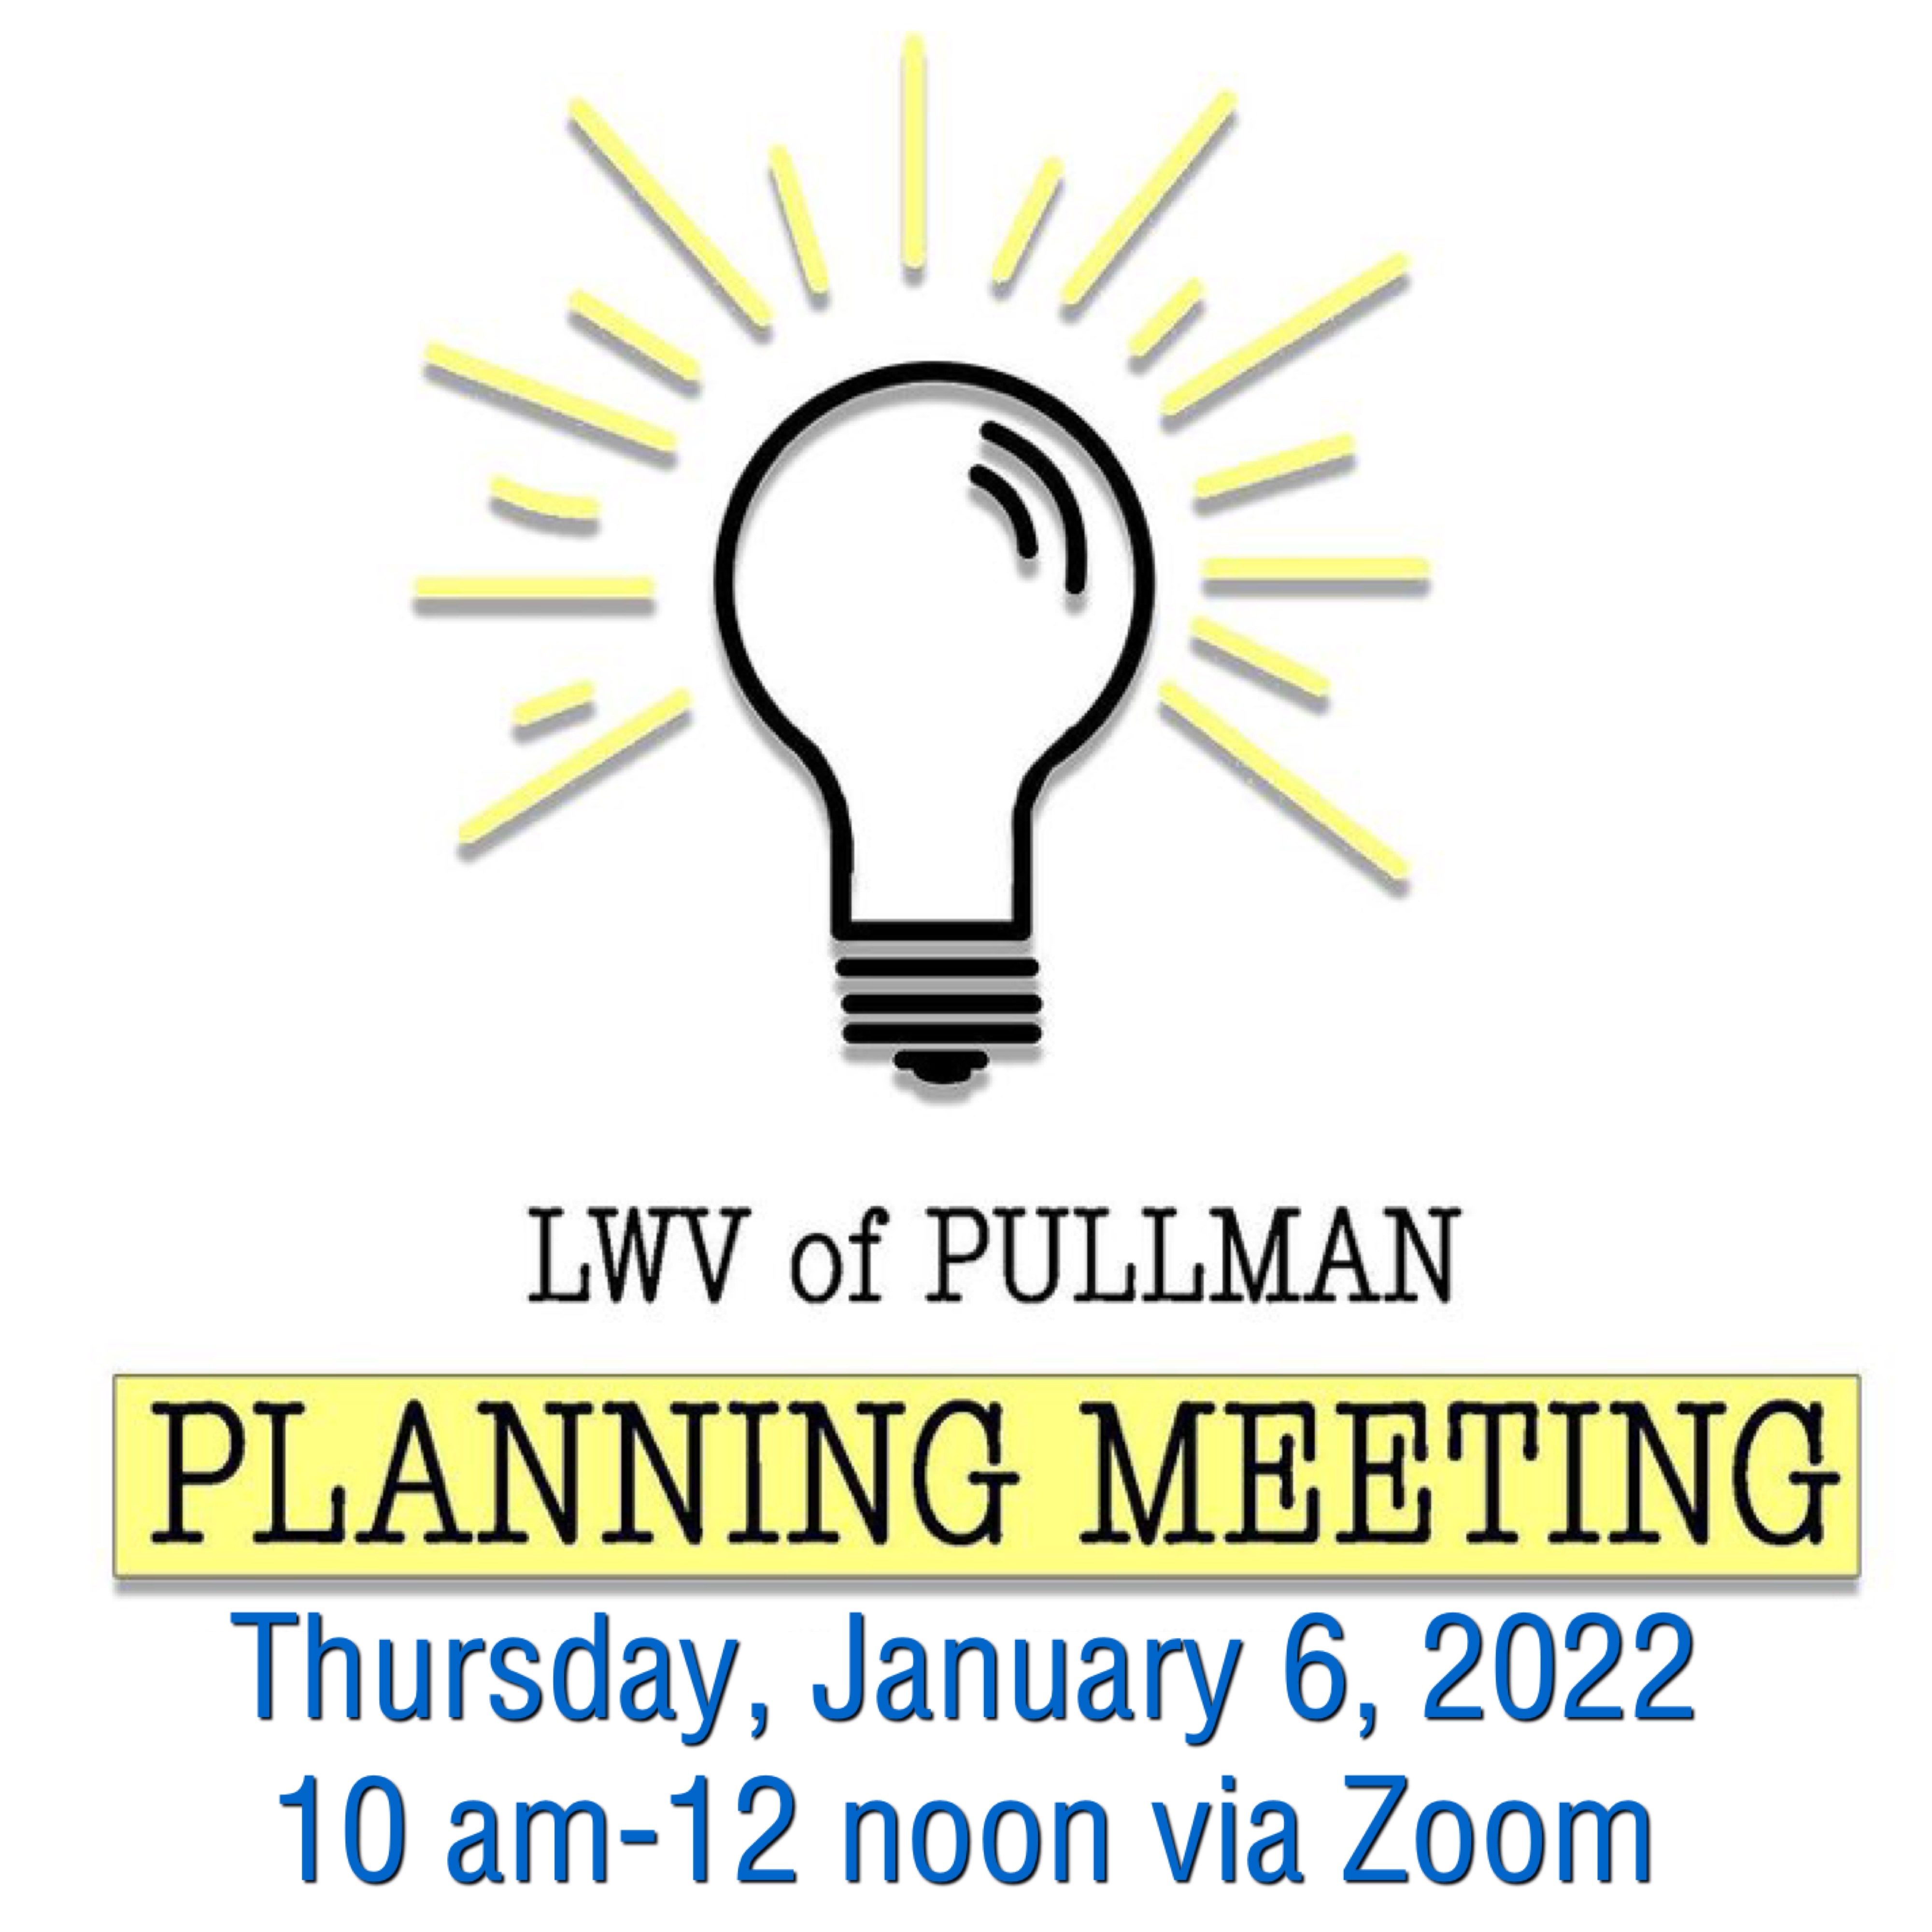 LWV of PULLMAN
PLANNING MEETING
Thursday, January 6, 2022
10 am-12 noon via Zoom